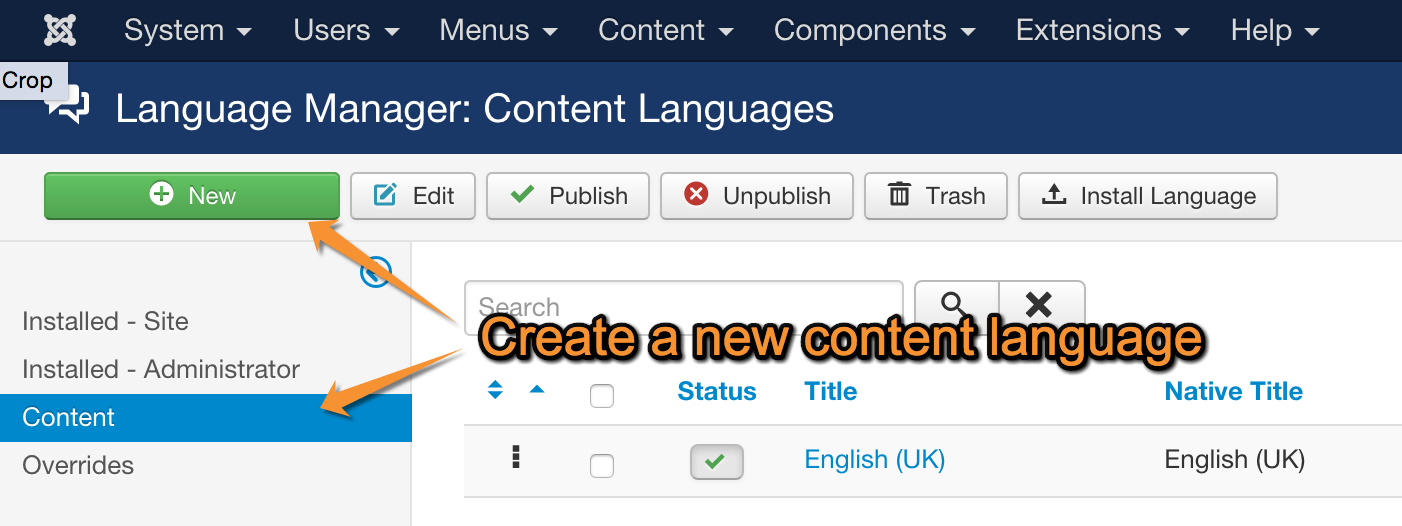 System Users Menus Content Components Extensions Help
Crop
Language Manager: Content Languages
New Edit Publish Unpublish Trash Install Language
Search
Installed - Site
Create a new content language
Installed - Administrator
Status Title Native Title
Content
English (UK) English (UK)
Overrides